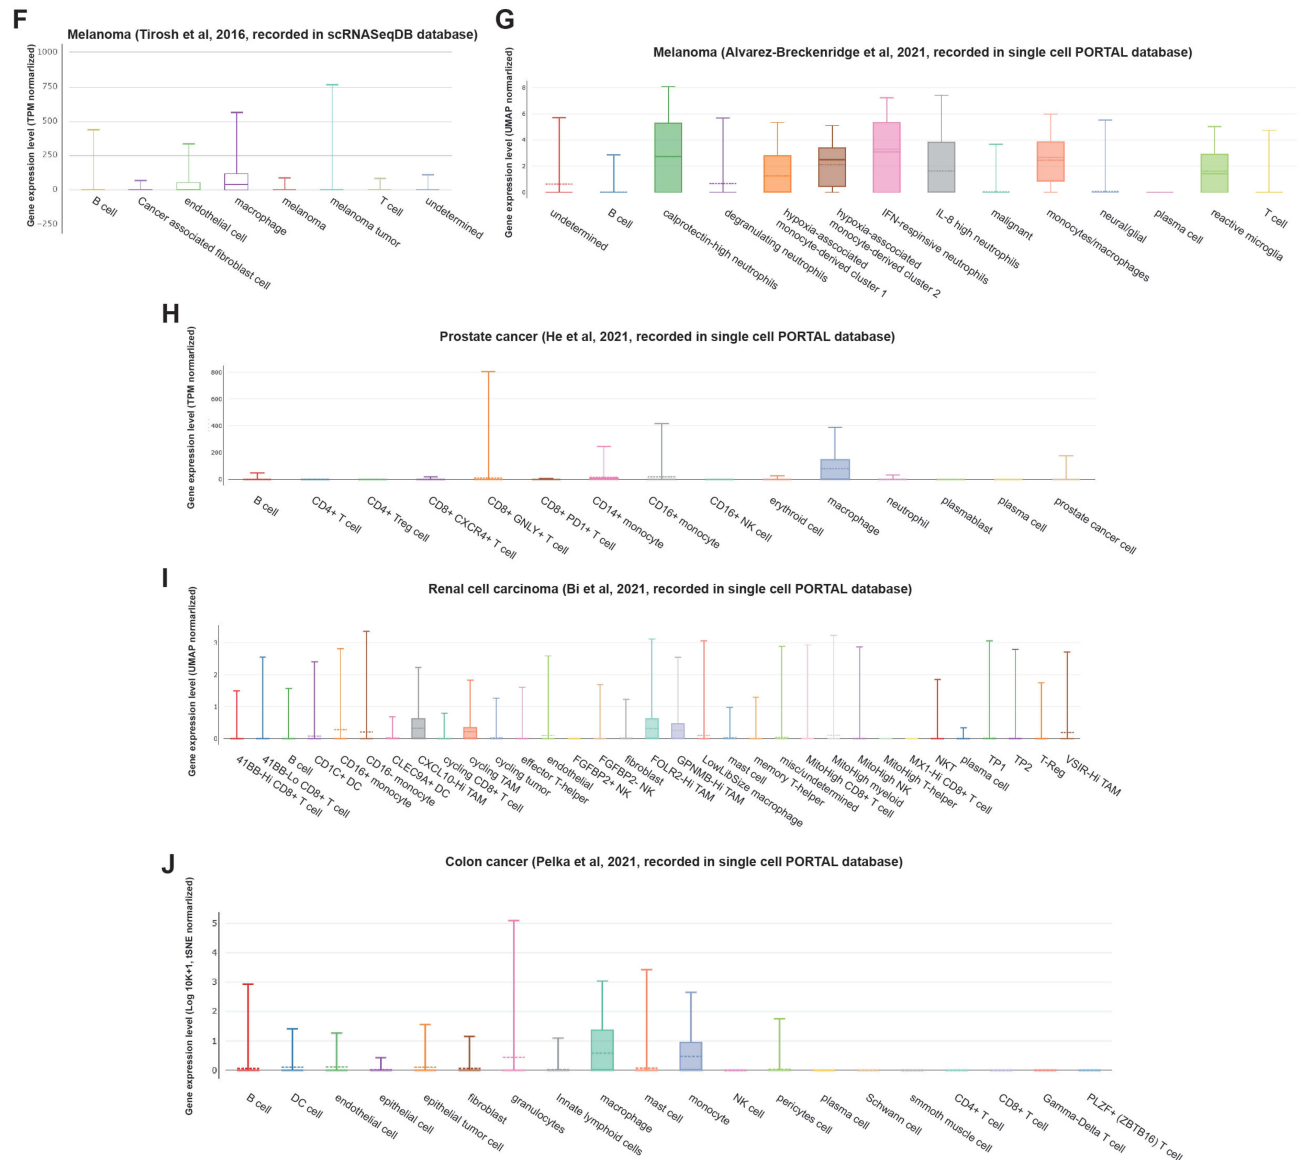 F
Melanoma (Tirosh et al, 2016, recorded in scRNASeqDB database)
Gene expression level (TPM normarlized)
1000
750
500
250
0
−250
B cell
Cancer associated fibroblast cell
endothelial cell
macrophage
melanoma
melanoma tumor
T cell
undetermined
G
Melanoma (Alvarez-Breckenridge et al, 2021, recorded in single cell PORTAL database)
Gene expression level (UMAP normarlized)
8
6
4
2
0
undetermined
B cell
calprotectin-high neutrophils
degranulating neutrophils
hypoxia-asscociated
monocyte-derived cluster 1
hypoxia-asscociated
monocyte-derived cluster 2
IFN-respinsive neutrophils
IL-8 high neutrophils
malignant
monocytes/macrophages
neural/glial
plasma cell
reactive microglia
T cell
H
Prostate cancer (He et al, 2021, recorded in single cell PORTAL database)
Gene expression level (TPM normarlized)
800
600
400
200
0
B cell
CD4+ T cell
CD4+ Treg cell
CD8+ CXCR4+ T cell
CD8+ GNLY+ T cell
CD8+ PD1+ T cell
CD14+ monocyte
CD16+ monocyte
CD16+ NK cell
erythroid cell
macrophage
neutrophil
plasmablast
plasma cell
prostate cancer cell
I
Renal cell carcinoma (Bi et al, 2021, recorded in single cell PORTAL database)
Gene expression level (UMAP normarlized)
3
2
1
0
41BB-Hi CD8+ T cell
41BB-Lo CD8+ T cell
B cell
CD1C+ DC
CD16+ monocyte
CD16- monocyte
CLEC9A+ DC
CXCL10-Hi TAM
cycling CD8+ T cell
cycling TAM
cycling tumor
effector T-helper
endothelial
FGFBP2+ NK
FGFBP2- NK
fibroblast
FOLR2-Hi TAM
GPNMB-Hi TAM
LowLibSize macrophage
mast cell
memory T-helper
misc/undetermined
MitoHigh CD8+ T cell
MitoHigh myeloid
MitoHigh NK
MitoHigh T-helper
MX1-Hi CD8+ T cell
NKT
plasma cell
TP1
TP2
T-Reg
VSIR-Hi TAM
J
Colon cancer (Pelka et al, 2021, recorded in single cell PORTAL database)
Gene expression level (Log 10K+1, tSNE normarlized)
5
4
3
2
1
0
B cell
DC cell
endothelial cell
epithelial cell
epithelial tumor cell
fibroblast
granulocytes
Innate lymphoid cells
macrophage
mast cell
monocyte
NK cell
pericytes cell
plasma cell
Schwann cell
smmoth muscle cell
CD4+ T cell
CD8+ T cell
Gamma-Delta T cell
PLZF+ (ZBTB16) T cell